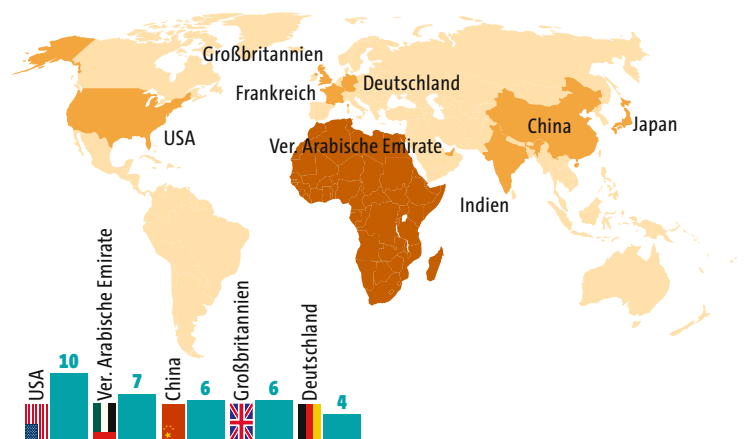 Großbritannien
Deutschland
Frankreich
USA
China
Japan
Ver. Arabische Emirate
Indien
USA
10
Ver. Arabische Emirate
7
China
6
Großbritannien
6
Deutschland
4